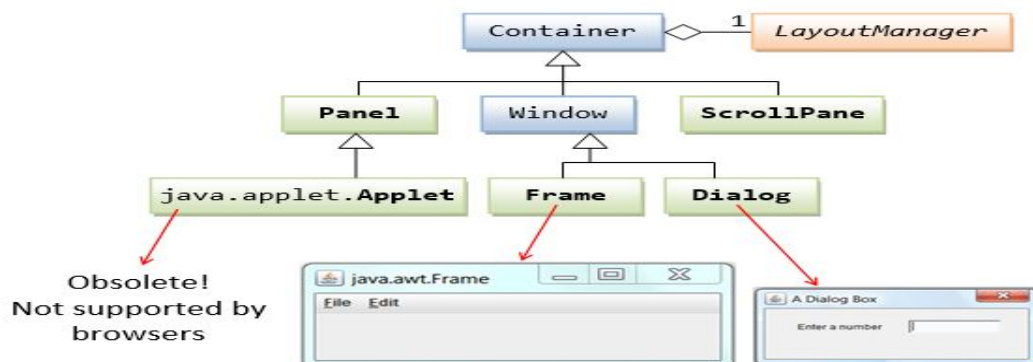 Container
1
LayoutManager
Panel
Window
ScrollPane
java.applet.Applet
Frame
Dialog
Obsolete!
Not supported by
browsers
java.awt.Frame
File Edit
A Dialog Box
Enter a number